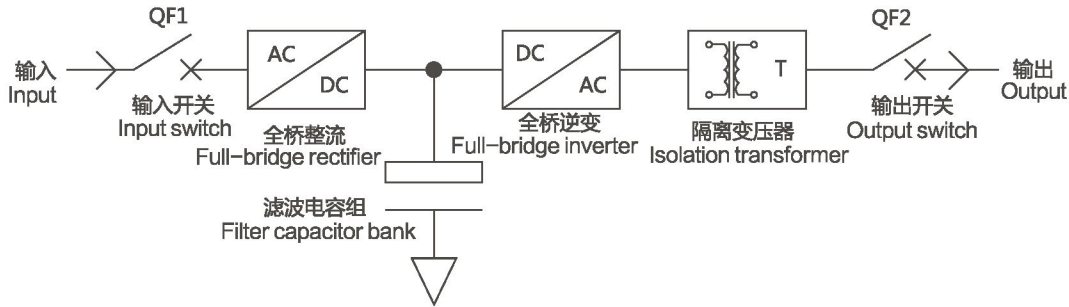 QF1
QF2
AC
DC
DC
AC
T
输入
Input
输出
Output
输入开关
Input switch
全桥整流
Full-bridge rectifier
全桥逆变
Full-bridge inverter
隔离变压器
Isolation transformer
输出开关
Output switch
滤波电容组
Filter capacitor bank